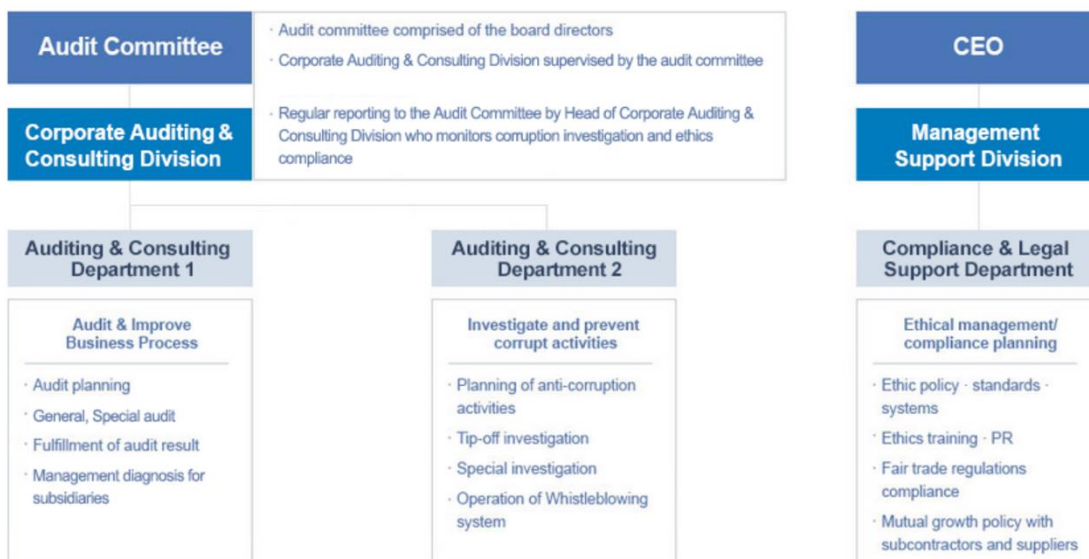 Audit Committee
· Audit committee comprised of the board directors
· Corporate Auditing & Consulting Division supervised by the audit committee
· Regular reporting to the Audit Committee by Head of Corporate Auditing &
Consulting Division who monitors corruption investigation and ethics
compliance
CEO
Corporate Auditing &
Consulting Division
Management
Support Division
Auditing & Consulting
Department 1
Audit & Improve
Business Process
· Audit planning
· General, Special audit
· Fulfillment of audit result
· Management diagnosis for
subsidiaries
Auditing & Consulting
Department 2
Investigate and prevent
corrupt activities
· Planning of anti-corruption
activities
· Tip-off investigation
· Special investigation
· Operation of Whistleblowing
system
Compliance & Legal
Support Department
Ethical management/
compliance planning
· Ethic policy · standards ·
systems
· Ethics training · PR
· Fair trade regulations
compliance
· Mutual growth policy with
subcontractors and suppliers